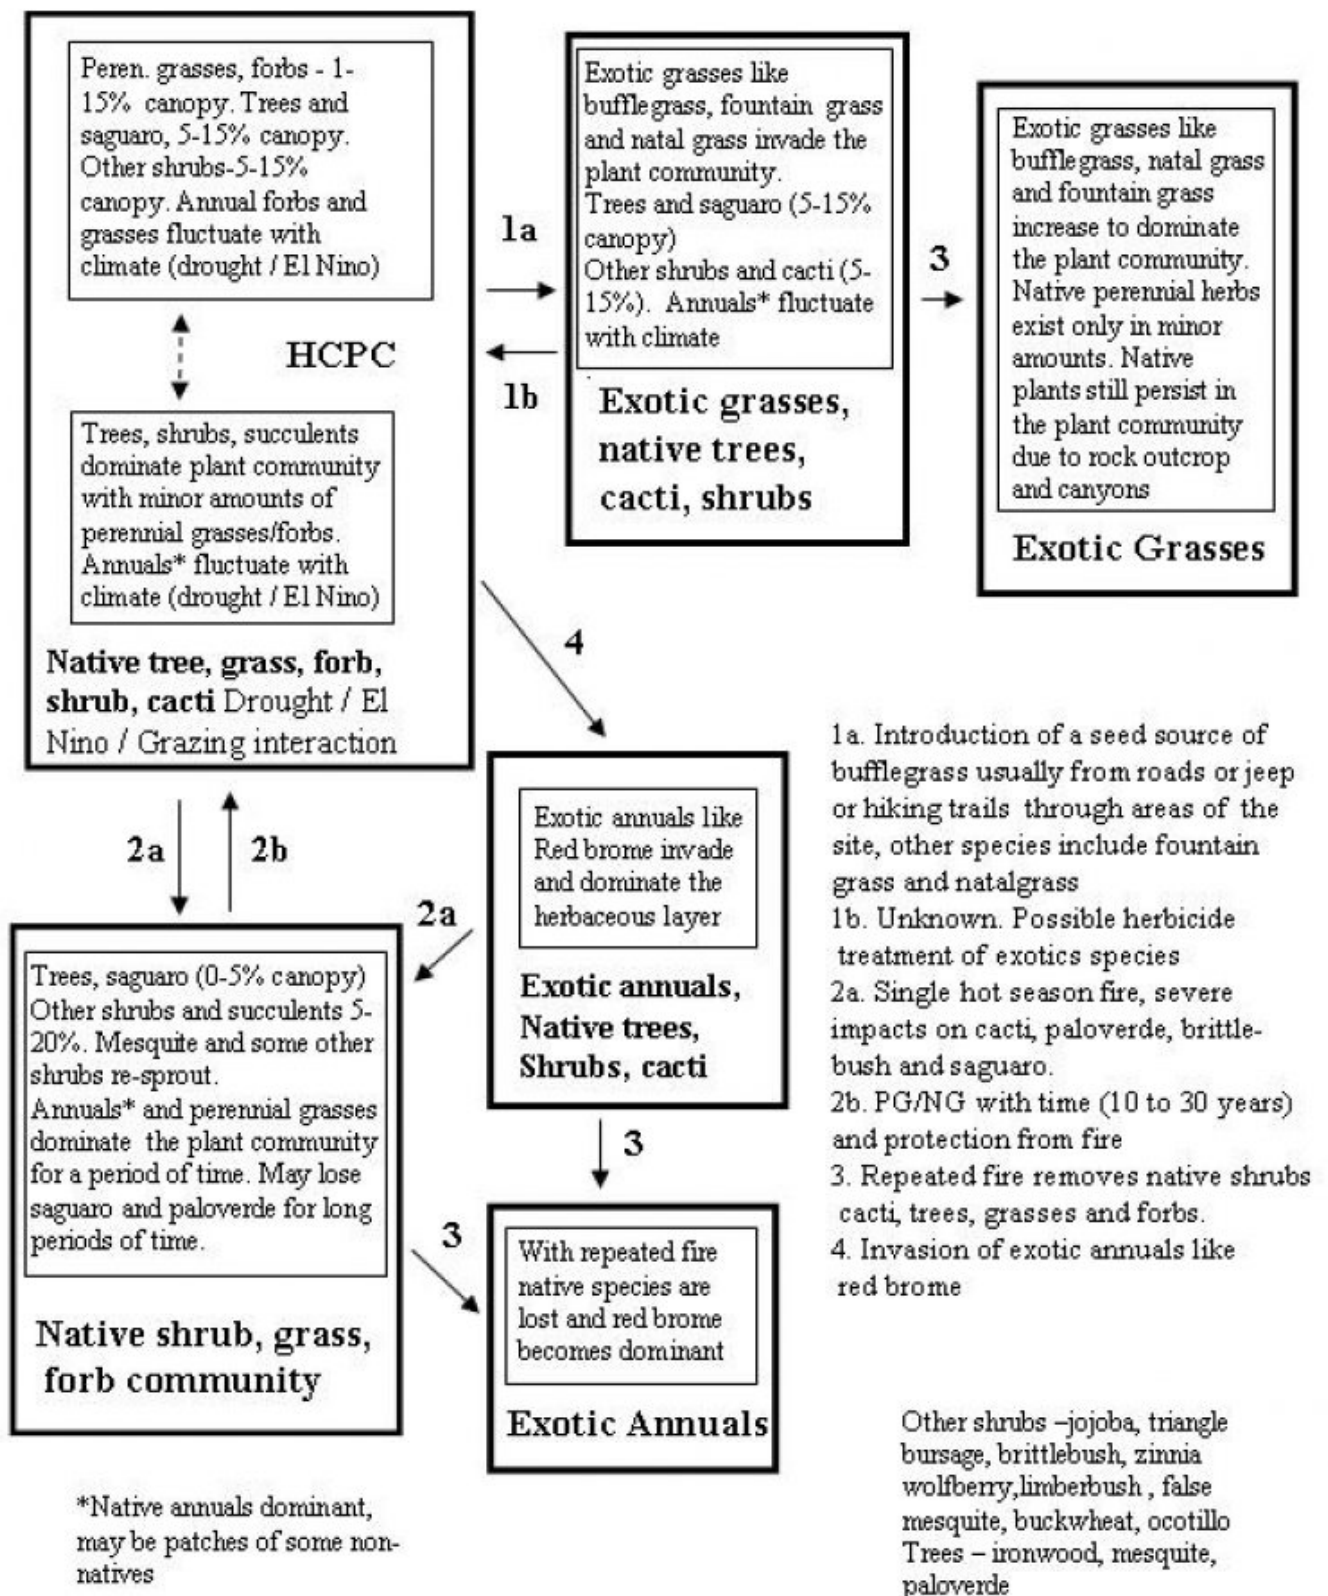 Peren. grasses, forbs - 1-
15% canopy. Trees and
saguaro, 5-15% canopy.
Other shrubs-5-15%
canopy. Annual forbs and
grasses fluctuate with
climate (drought / El Nino)
HCPC
Trees, shrubs, succulents
dominate plant community
with minor amounts of
perennial grasses/forbs.
Annuals* fluctuate with
climate (drought / El Nino)
Native tree, grass, forb,
shrub, cacti Drought / El
Nino / Grazing interaction
1a
1b
Exotic grasses like
bufflegrass, fountain grass
and natal grass invade the
plant community.
Trees and saguaro (5-15%
canopy)
Other shrubs and cacti (5-
15%). Annuals* fluctuate
with climate
Exotic grasses,
native trees,
cacti, shrubs
3
Exotic grasses like
bufflegrass, natal grass
and fountain grass
increase to dominate
the plant community.
Native perennial herbs
exist only in minor
amounts. Native
plants still persist in
the plant community
due to rock outcrop
and canyons
Exotic Grasses
4
2a
2b
Exotic annuals like
Red brome invade
and dominate the
herbaceous layer
Exotic annuals,
Native trees,
Shrubs, cacti
2a
Trees, saguaro (0-5% canopy)
Other shrubs and succulents 5-
20%. Mesquite and some other
shrubs re-sprout.
Annuals* and perennial grasses
dominate the plant community
for a period of time. May lose
saguaro and paloverde for long
periods of time.
Native shrub, grass,
forb community
3
3
With repeated fire
native species are
lost and red brome
becomes dominant
Exotic Annuals
1a. Introduction of a seed source of
bufflegrass usually from roads or jeep
or hiking trails through areas of the
site, other species include fountain
grass and natalgrass
1b. Unknown. Possible herbicide
treatment of exotics species
2a. Single hot season fire, severe
impacts on cacti, paloverde, brittle-
bush and saguaro.
2b. PG/NG with time (10 to 30 years)
and protection from fire
3. Repeated fire removes native shrubs
cacti, trees, grasses and forbs.
4. Invasion of exotic annuals like
red brome
*Native annuals dominant,
may be patches of some non-
natives
Other shrubs –jojoba, triangle
bursage, brittlebush, zinnia
wolfberry,limberbush , false
mesquite, buckwheat, ocotillo
Trees – ironwood, mesquite,
paloverde